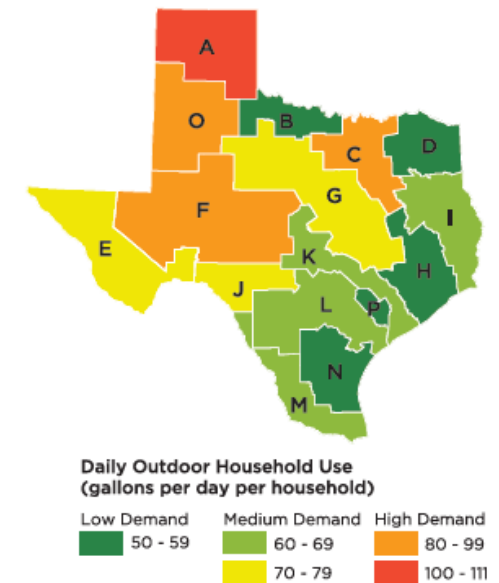 A
O
B
C
D
F
G
I
E
K
H
J
L
P
N
M
Daily Outdoor Household Use
(gallons per day per household)
Low Demand Medium Demand High Demand
50 - 59 60 - 69 80 - 99
70 - 79 100 - 111